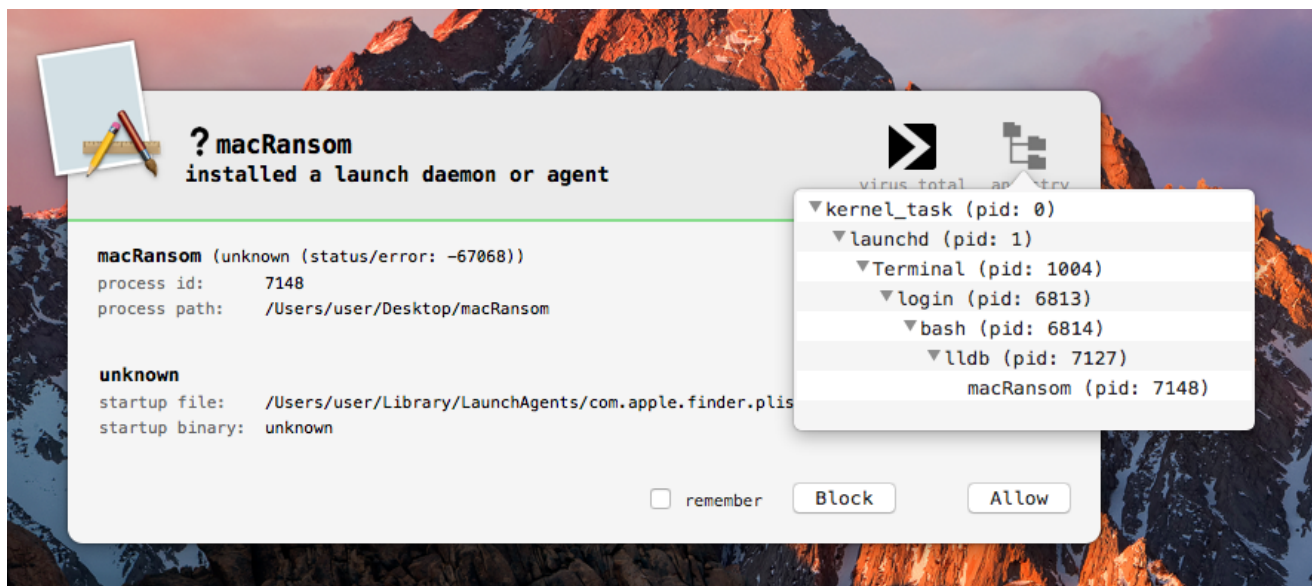 ? macRansom
installed a launch daemon or agent
virus total
ancestry
macRansom (unknown (status/error: -67068))
process id: 7148
process path: /Users/user/Desktop/macRansom
unknown
startup file: /Users/user/Library/LaunchAgents/com.apple.finder.plis
startup binary: unknown
kernel_task (pid: 0)
launchd (pid: 1)
Terminal (pid: 1004)
login (pid: 6813)
bash (pid: 6814)
lldb (pid: 7127)
macRansom (pid: 7148)
remember
Block
Allow